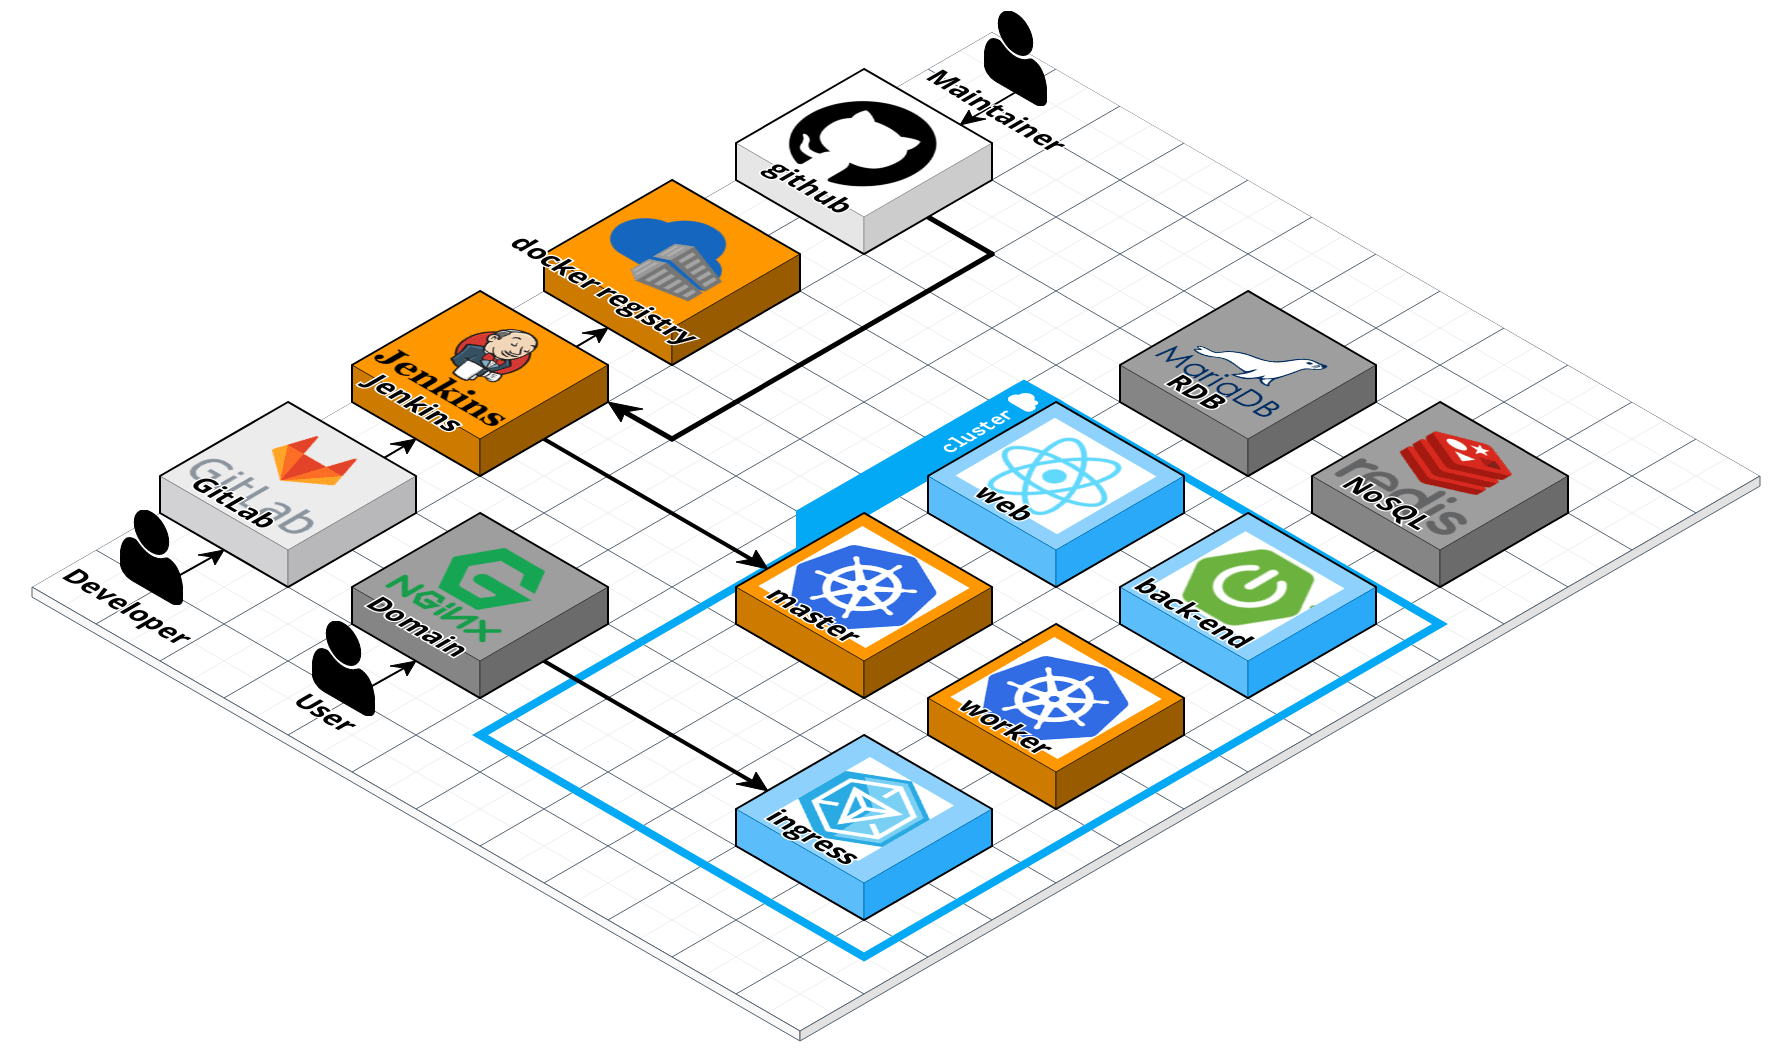 Maintainer
github
docker registry
Jenkins
Jenkins
GitLab
GitLab
Developer
NGiNX
Domain
User
cluster
web
MariaDB
RDB
redis
NoSQL
master
back-end
worker
ingress